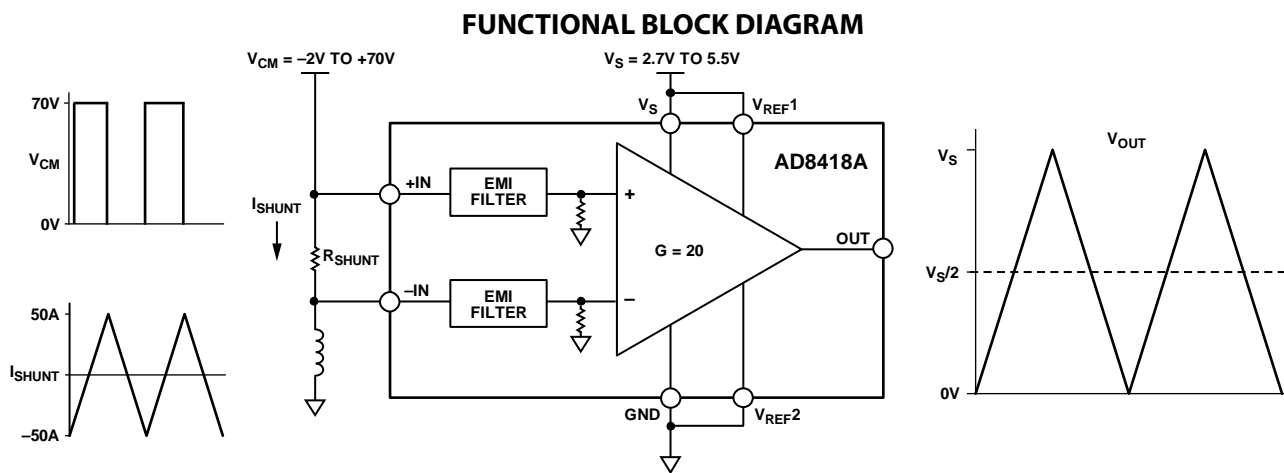 FUNCTIONAL BLOCK DIAGRAM
V_CM = –2V TO +70V
V_S = 2.7V TO 5.5V
70V
V_CM
0V
50A
I_SHUNT
–50A
I_SHUNT
R_SHUNT
V_S
V_REF1
AD8418A
+IN
EMI
FILTER
+
G = 20
OUT
–IN
EMI
FILTER
–
GND
V_REF2
V_OUT
V_S
V_S/2
0V